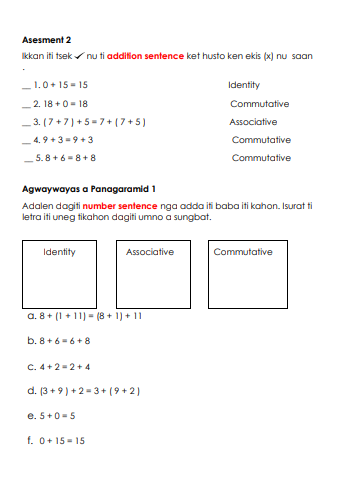 Asesment 2
Ikkan iti tsek ✓ nu ti addition sentence ket husto ken ekis (x) nu saan
.
__ 1. 0 + 15 = 15 Identity
__ 2. 18 + 0 = 18 Commutative
__ 3. ( 7 + 7 ) + 5 = 7 + ( 7 + 5 ) Associative
__ 4. 9 + 3 = 9 + 3 Commutative
__ 5. 8 + 6 = 8 + 8 Commutative
Agwaywayas a Panagaramid 1
Adalen dagiti number sentence nga adda iti baba iti kahon. Isurat ti
letra iti uneg tikahon dagiti umno a sungbat.
Identity Associative Commutative
a. 8 + (1 + 11) = (8 + 1) + 11
b. 8 + 6 = 6 + 8
c. 4 + 2 = 2 + 4
d. (3 + 9 ) + 2 = 3 + ( 9 + 2 )
e. 5 + 0 = 5
f. 0 + 15 = 15